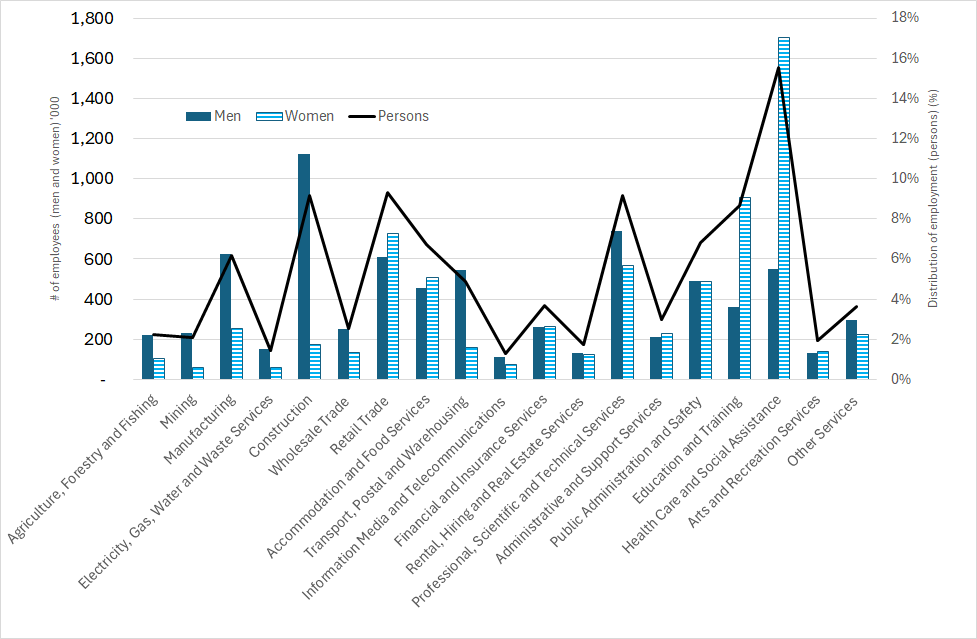 1,800
1,600
1,400
1,200
1,000
800
600
400
200
-
# of employees (men and women) '000
Men
Women
Persons
18%
16%
14%
12%
10%
8%
6%
4%
2%
0%
Distribution of employment (persons) (%)
Agriculture, Forestry and Fishing
Mining
Manufacturing
Electricity, Gas, Water and Waste Services
Construction
Wholesale Trade
Retail Trade
Accommodation and Food Services
Transport, Postal and Warehousing
Information Media and Telecommunications
Financial and Insurance Services
Rental, Hiring and Real Estate Services
Professional, Scientific and Technical Services
Administrative and Support Services
Public Administration and Safety
Education and Training
Health Care and Social Assistance
Arts and Recreation Services
Other Services